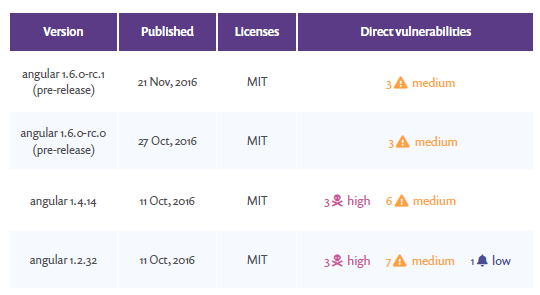 Version Published Licenses Direct vulnerabilities
angular 1.6.0-rc.1
(pre-release) 21 Nov, 2016 MIT 3 medium
angular 1.6.0-rc.0
(pre-release) 27 Oct, 2016 MIT 3 medium
angular 1.4.14 11 Oct, 2016 MIT 3 high 6 medium
angular 1.2.32 11 Oct, 2016 MIT 3 high 7 medium 1 low